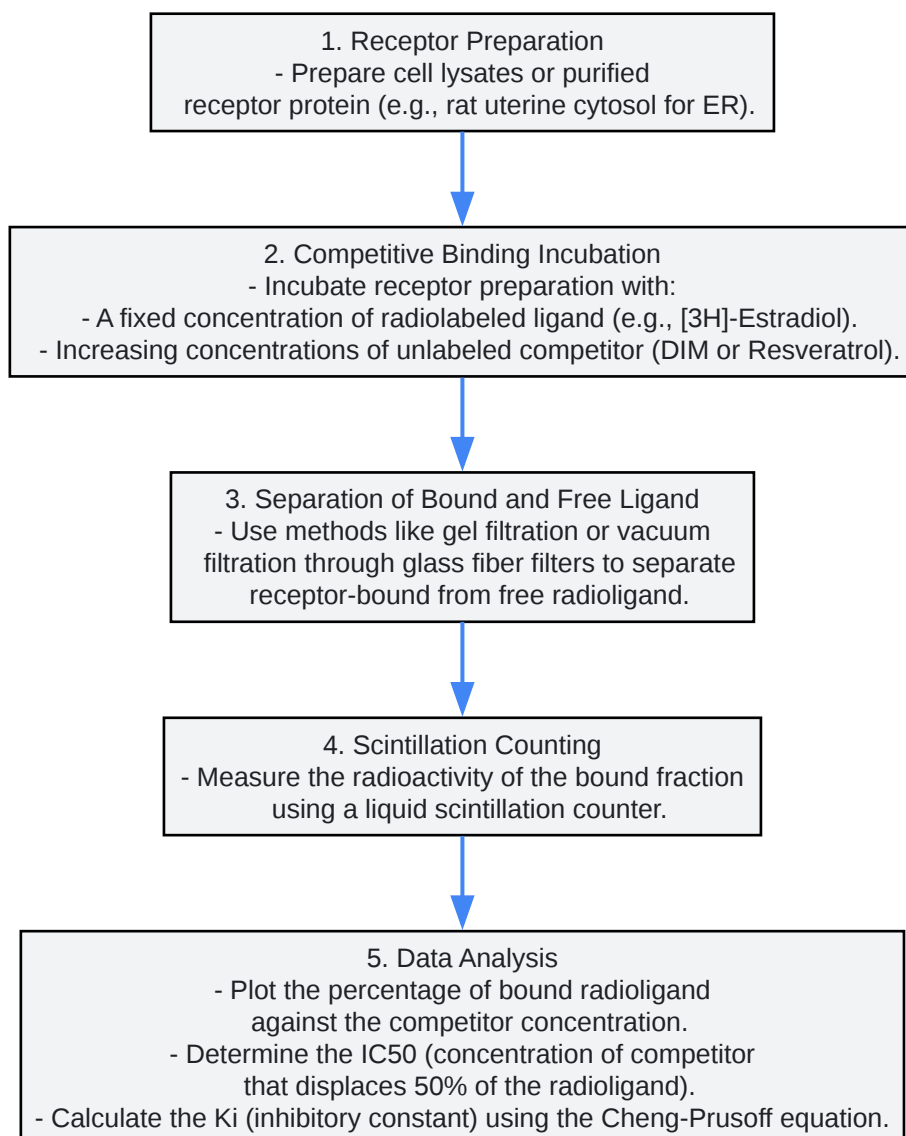 1. Receptor Preparation
- Prepare cell lysates or purified
receptor protein (e.g., rat uterine cytosol for ER).
2. Competitive Binding Incubation
- Incubate receptor preparation with:
- A fixed concentration of radiolabeled ligand (e.g., [3H]-Estradiol).
- Increasing concentrations of unlabeled competitor (DIM or Resveratrol).
3. Separation of Bound and Free Ligand
- Use methods like gel filtration or vacuum
filtration through glass fiber filters to separate
receptor-bound from free radioligand.
4. Scintillation Counting
- Measure the radioactivity of the bound fraction
using a liquid scintillation counter.
5. Data Analysis
- Plot the percentage of bound radioligand
against the competitor concentration.
- Determine the IC50 (concentration of competitor
that displaces 50% of the radioligand).
- Calculate the Ki (inhibitory constant) using the Cheng-Prusoff equation.